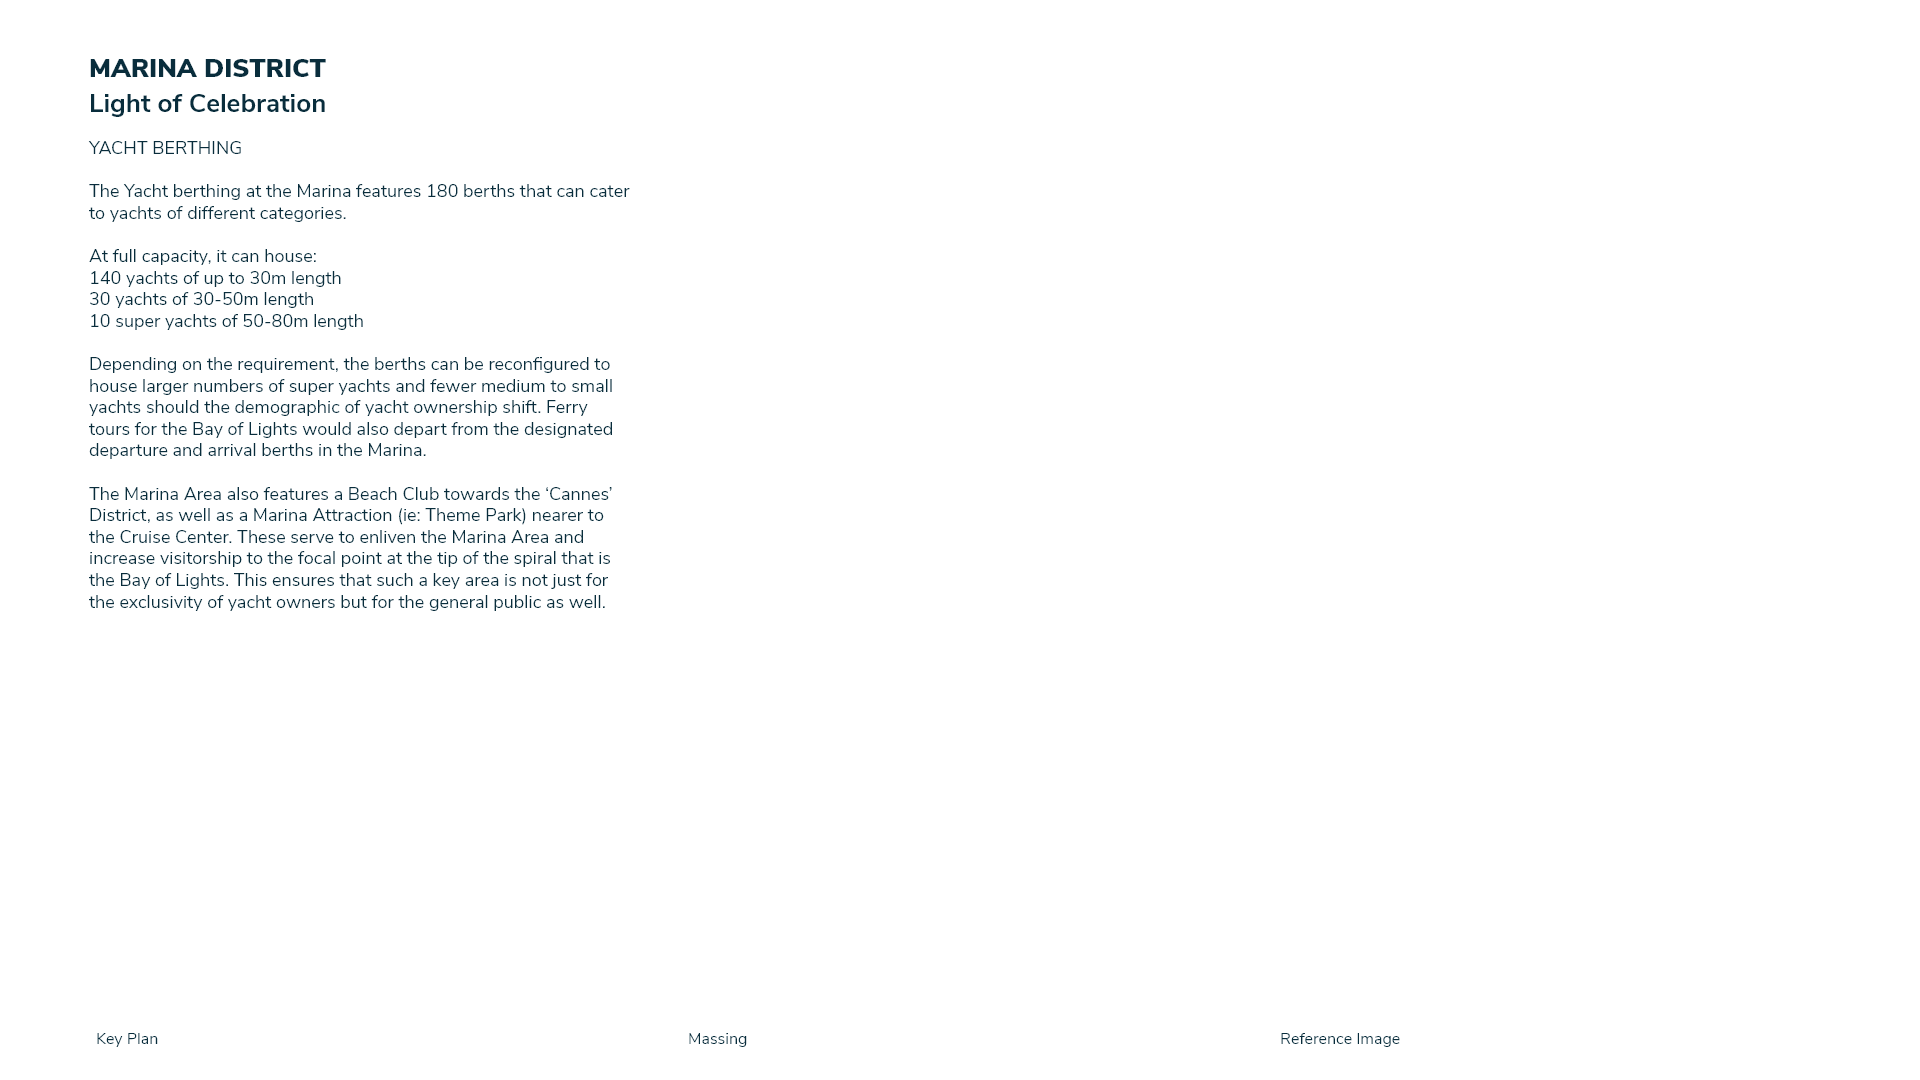 MARINA DISTRICT
Light of Celebration
YACHT BERTHING
The Yacht berthing at the Marina features 180 berths that can cater
to yachts of different categories.
At full capacity, it can house:
140 yachts of up to 30m length
30 yachts of 30-50m length
10 super yachts of 50-80m length
Depending on the requirement, the berths can be reconfigured to
house larger numbers of super yachts and fewer medium to small
yachts should the demographic of yacht ownership shift. Ferry
tours for the Bay of Lights would also depart from the designated
departure and arrival berths in the Marina.
The Marina Area also features a Beach Club towards the ‘Cannes’
District, as well as a Marina Attraction (ie: Theme Park) nearer to
the Cruise Center. These serve to enliven the Marina Area and
increase visitorship to the focal point at the tip of the spiral that is
the Bay of Lights. This ensures that such a key area is not just for
the exclusivity of yacht owners but for the general public as well.
Key Plan
Massing
Reference Image